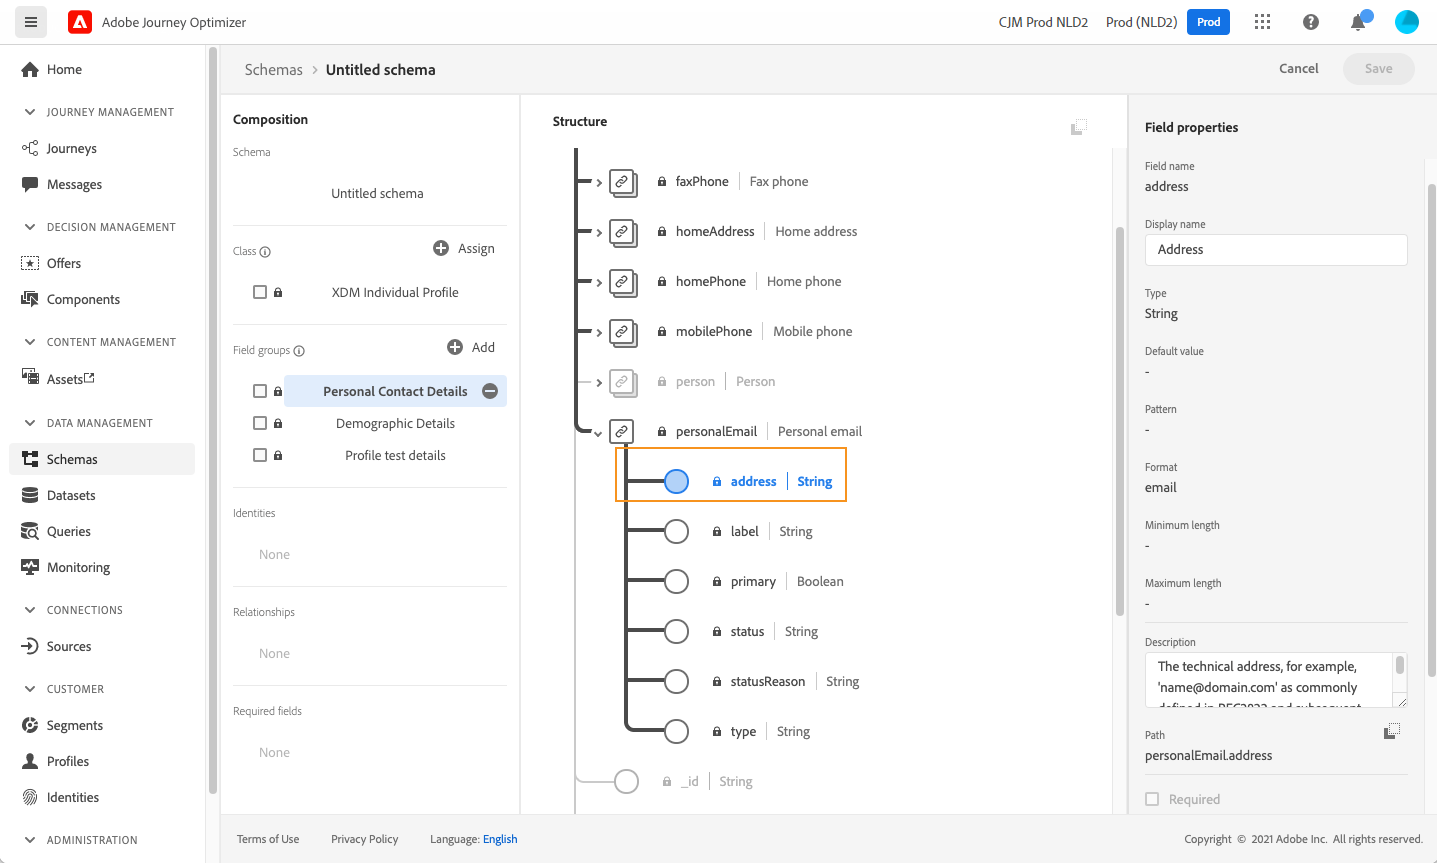 Adobe Journey Optimizer
CJM Prod NLD2
Prod (NLD2)
Prod
Home
JOURNEY MANAGEMENT
Journeys
Messages
DECISION MANAGEMENT
Offers
Components
CONTENT MANAGEMENT
Assets
DATA MANAGEMENT
Schemas
Datasets
Queries
Monitoring
CONNECTIONS
Sources
CUSTOMER
Segments
Profiles
Identities
ADMINISTRATION
Schemas > Untitled schema
Cancel
Save
Composition
Schema
Untitled schema
Class
Assign
XDM Individual Profile
Field groups
Add
Personal Contact Details
Demographic Details
Profile test details
Identities
None
Relationships
None
Required fields
None
Structure
faxPhone | Fax phone
homeAddress | Home address
homePhone | Home phone
mobilePhone | Mobile phone
person | Person
personalEmail | Personal email
address | String
label | String
primary | Boolean
status | String
statusReason | String
type | String
_id | String
Field properties
Field name
address
Display name
Address
Type
String
Default value
-
Pattern
-
Format
email
Minimum length
-
Maximum length
-
Description
The technical address, for example,
'name@domain.com' as commonly
defined in RFC2822 and subsequent
Path
personalEmail.address
Required
Terms of Use
Privacy Policy
Language: English
Copyright © 2021 Adobe Inc. All rights reserved.